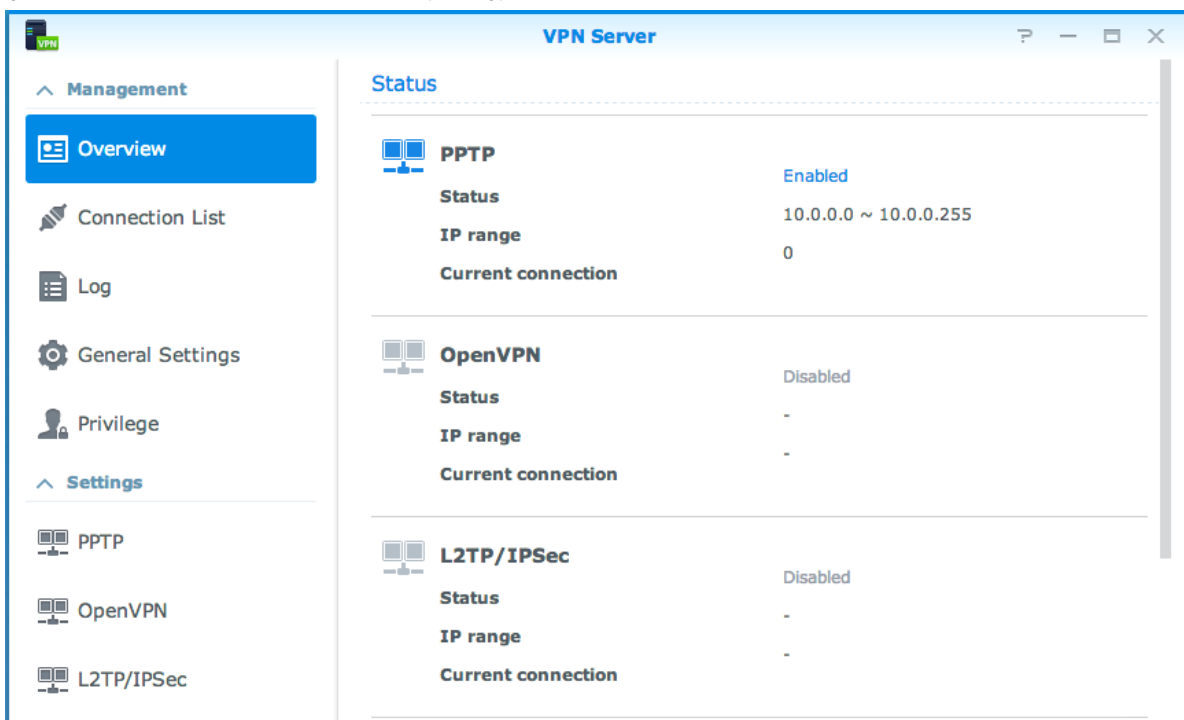 VPN
VPN Server
Management
Overview
Connection List
Log
General Settings
Privilege
Settings
PPTP
OpenVPN
L2TP/IPSec
Status
PPTP
Status
Enabled
IP range
10.0.0.0 ~ 10.0.0.255
Current connection
0
OpenVPN
Status
Disabled
IP range
-
Current connection
-
L2TP/IPSec
Status
Disabled
IP range
-
Current connection
-